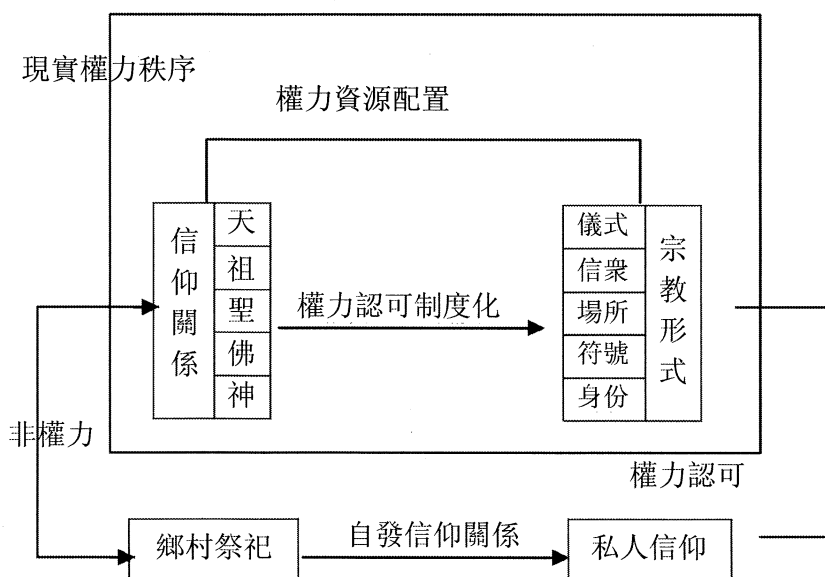 現實權力秩序
權力資源配置
信仰關係
天
祖
聖
佛
神
權力認可制度化
儀式
信衆
場所
符號
身份
宗教形式
非權力
權力認可
鄉村祭祀
自發信仰關係
私人信仰